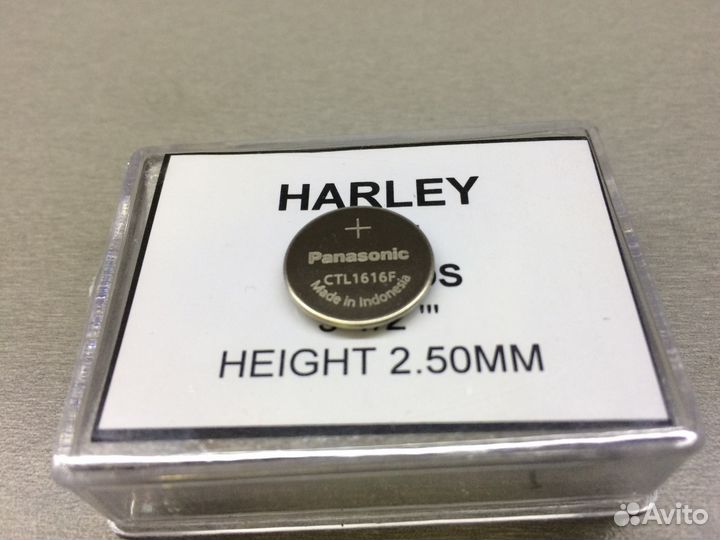 HARLEY
+
Panasonic
CTL1616F
Made in Indonesia
HEIGHT 2.50MM
Avito